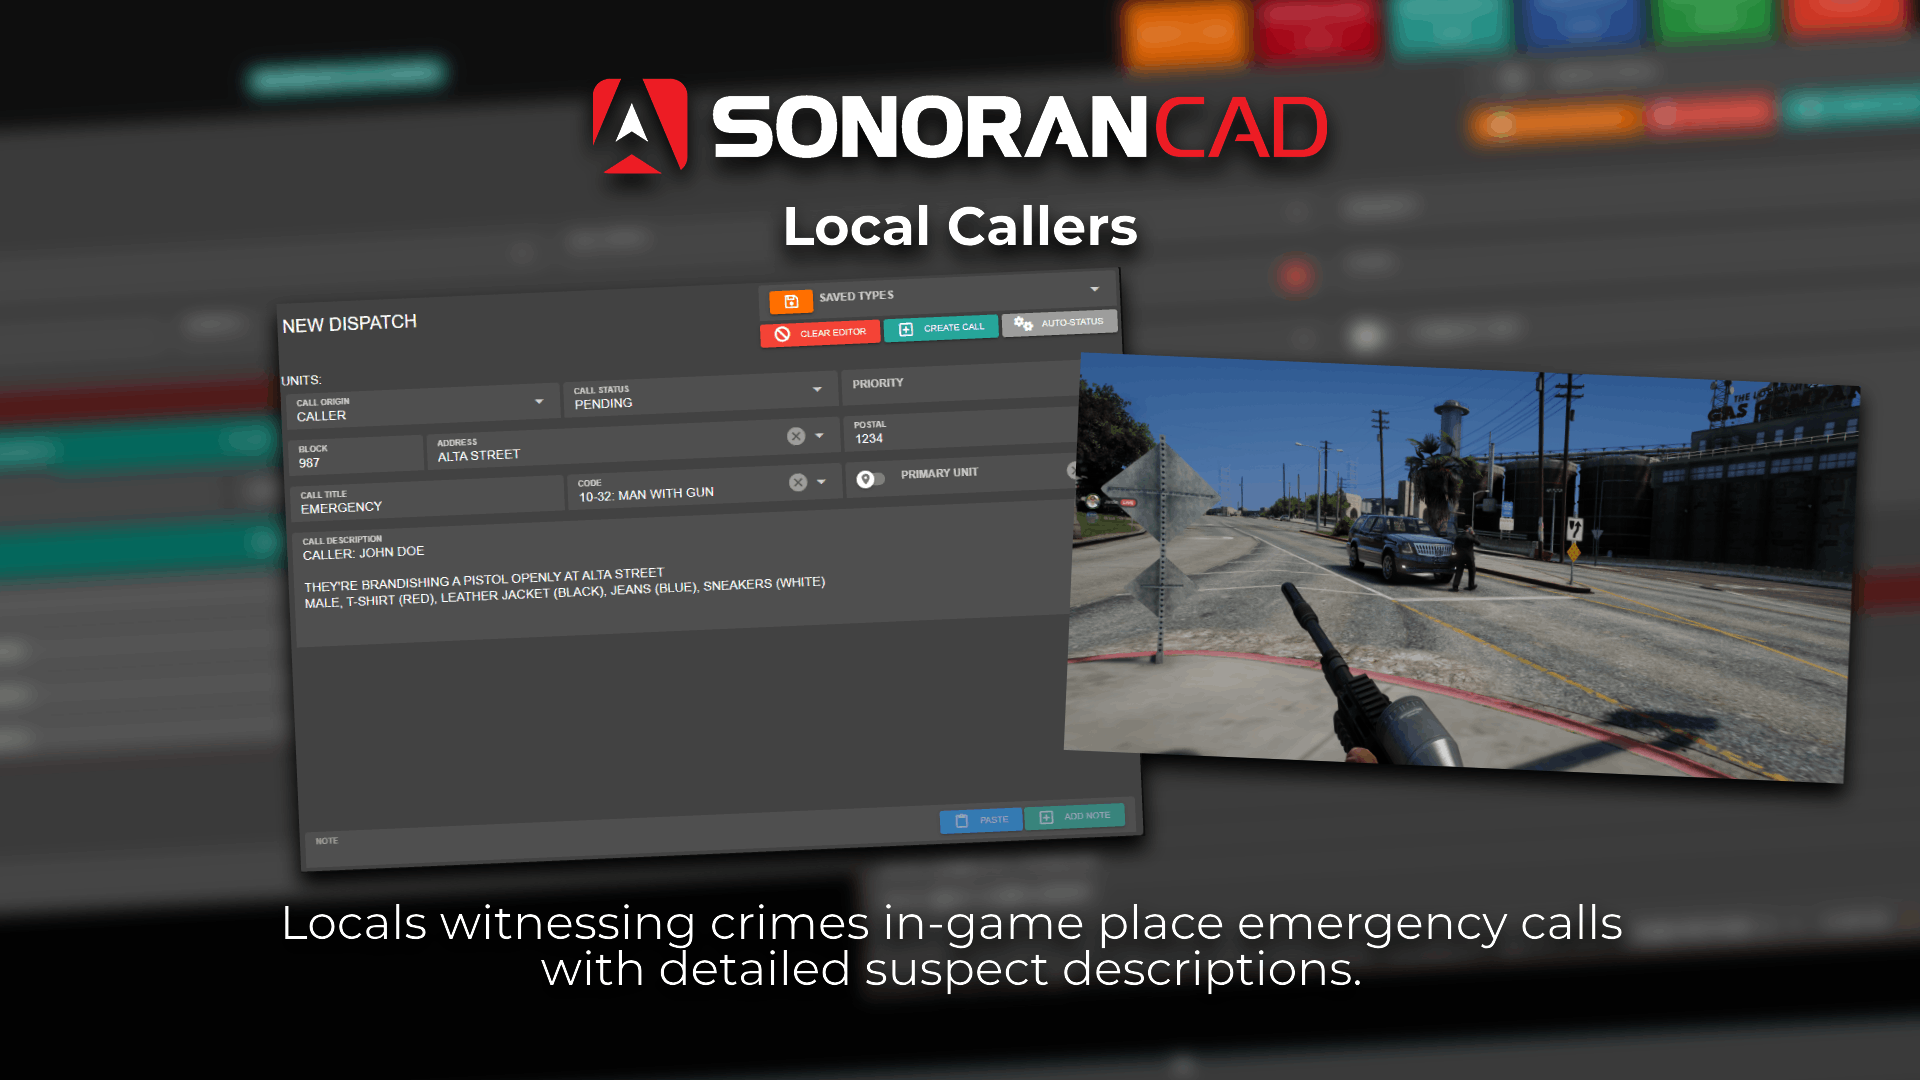 SONORANCAD
Local Callers
NEW DISPATCH
SAVED TYPES
CLEAR EDITOR
CREATE CALL
AUTO-STATUS
UNITS:
CALL ORIGIN
CALLER
CALL STATUS
PENDING
PRIORITY
BLOCK
987
ADDRESS
ALTA STREET
POSTAL
1234
CALL TITLE
EMERGENCY
CODE
10-32: MAN WITH GUN
PRIMARY UNIT
CALL DESCRIPTION
CALLER: JOHN DOE
THEY'RE BRANDISHING A PISTOL OPENLY AT ALTA STREET
MALE, T-SHIRT (RED), LEATHER JACKET (BLACK), JEANS (BLUE), SNEAKERS (WHITE)
THE
GAS
NOTE
PASTE
ADD NOTE
Locals witnessing crimes in-game place emergency calls
with detailed suspect descriptions.